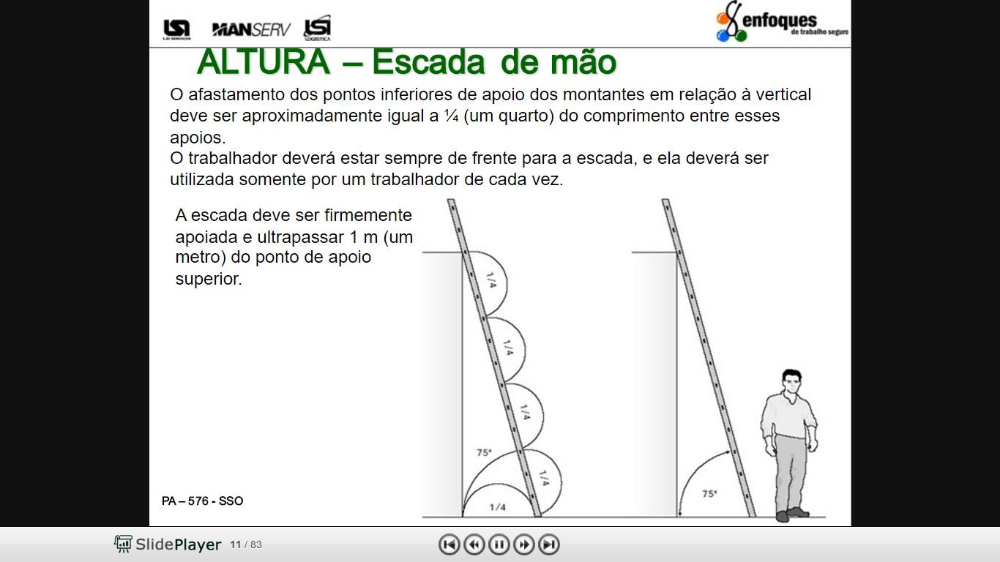 LSI
LSI SERVIÇOS
MANSERV
LSI
LOGÍSTICA
enfoques
de trabalho seguro
ALTURA – Escada de mão
O afastamento dos pontos inferiores de apoio dos montantes em relação à vertical
deve ser aproximadamente igual a ¼ (um quarto) do comprimento entre esses
apoios.
O trabalhador deverá estar sempre de frente para a escada, e ela deverá ser
utilizada somente por um trabalhador de cada vez.
A escada deve ser firmemente
apoiada e ultrapassar 1 m (um
metro) do ponto de apoio
superior.
1/4
1/4
1/4
75°
1/4
1/4
75°
PA – 576 - SSO
SlidePlayer 11 / 83